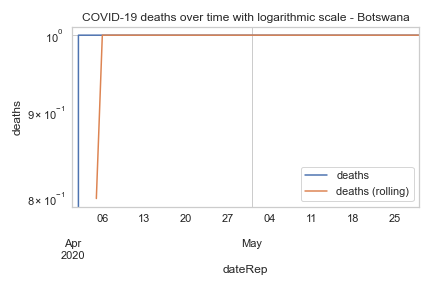 COVID-19 deaths over time with logarithmic scale - Botswana
10⁰
9 × 10⁻¹
8 × 10⁻¹
deaths
deaths
deaths (rolling)
06 13 20 27 04 11 18 25
Apr May
2020
dateRep